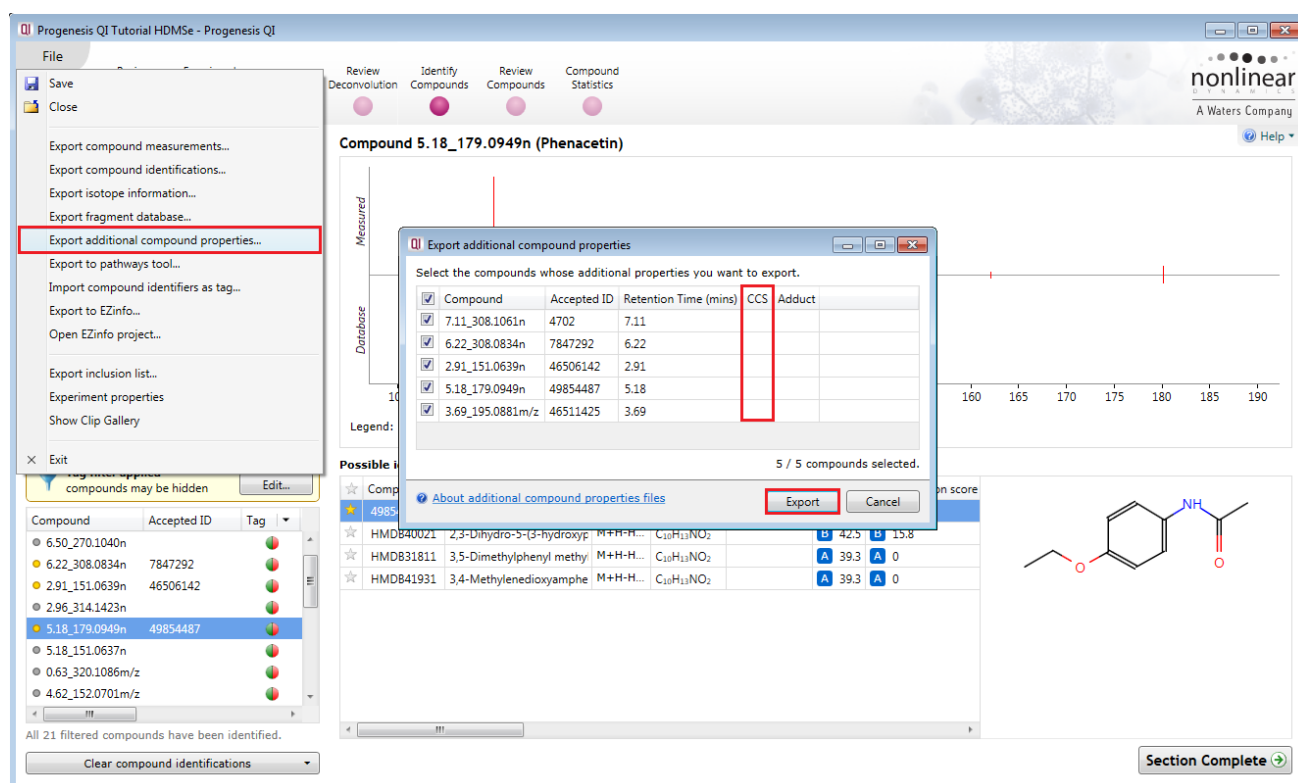 Progenesis QI Tutorial HDMSe - Progenesis QI
File
Save
Close
Export compound measurements...
Export compound identifications...
Export isotope information...
Export fragment database...
Export additional compound properties...
Export to pathways tool...
Import compound identifiers as tag...
Export to EZinfo...
Open EZinfo project...
Export inclusion list...
Experiment properties
Show Clip Gallery
Exit
Review Deconvolution
Identify Compounds
Review Compounds
Compound Statistics
nonlinear
DYNAMICS
A Waters Company
Help
Compound 5.18_179.0949n (Phenacetin)
Measured
Database
10
160 165 170 175 180 185 190
Legend:
QI Export additional compound properties
Select the compounds whose additional properties you want to export.
Compound Accepted ID Retention Time (mins) CCS Adduct
7.11_308.1061n 4702 7.11
6.22_308.0834n 7847292 6.22
2.91_151.0639n 46506142 2.91
5.18_179.0949n 49854487 5.18
3.69_195.0881m/z 46511425 3.69
5 / 5 compounds selected.
About additional compound properties files
Export Cancel
Possible i
Comp on score
4985
HMDB40021 2,3-Dihydro-5-(3-hydroxyp M+H-H... C₁₀H₁₃NO₂ B 42.5 B 15.8
HMDB31811 3,5-Dimethylphenyl methy M+H-H... C₁₀H₁₃NO₂ A 39.3 A 0
HMDB41931 3,4-Methylenedioxyamphe M+H-H... C₁₀H₁₃NO₂ A 39.3 A 0
NH
O
O
Tag filter applied
compounds may be hidden Edit...
Compound Accepted ID Tag
6.50_270.1040n
6.22_308.0834n 7847292
2.91_151.0639n 46506142
2.96_314.1423n
5.18_179.0949n 49854487
5.18_151.0637n
0.63_320.1086m/z
4.62_152.0701m/z
All 21 filtered compounds have been identified.
Clear compound identifications
Section Complete